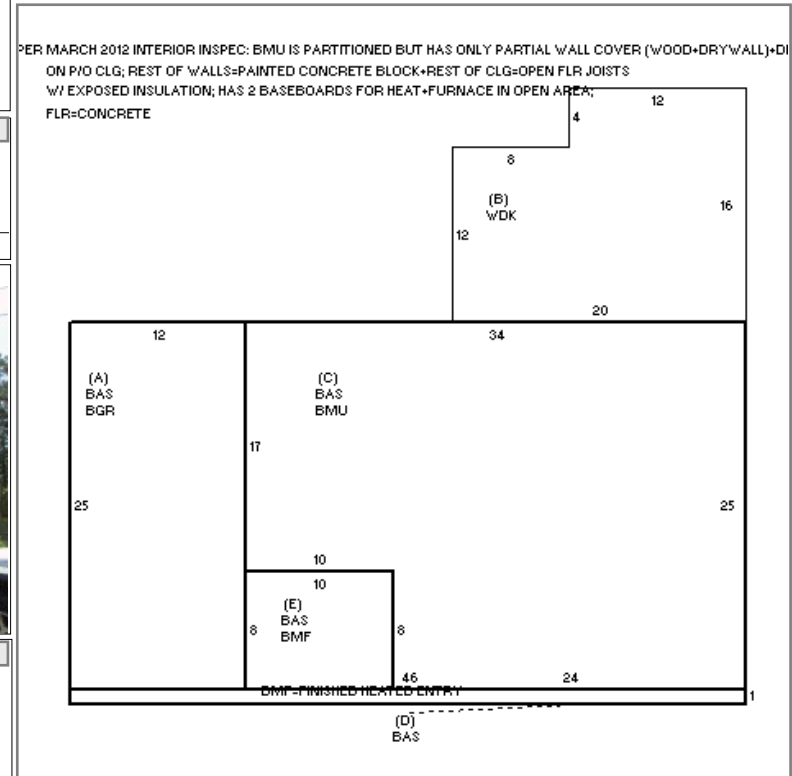 PER MARCH 2012 INTERIOR INSPEC: BMU IS PARTITIONED BUT HAS ONLY PARTIAL WALL COVER (WOOD+DRYWALL)+DI
ON P/O CLG; REST OF WALLS=PAINTED CONCRETE BLOCK+REST OF CLG=OPEN FLR JOISTS
W/ EXPOSED INSULATION; HAS 2 BASEBOARDS FOR HEAT+FURNACE IN OPEN AREA;
FLR=CONCRETE
12
4
8
(B)
WDK
16
12
20
12
34
(A)
BAS
BGR
(C)
BAS
BMU
17
25
25
10
10
(E)
BAS
BMF
8
8
46
24
BMF=FINISHED HEATED ENTRY
1
(D)
BAS